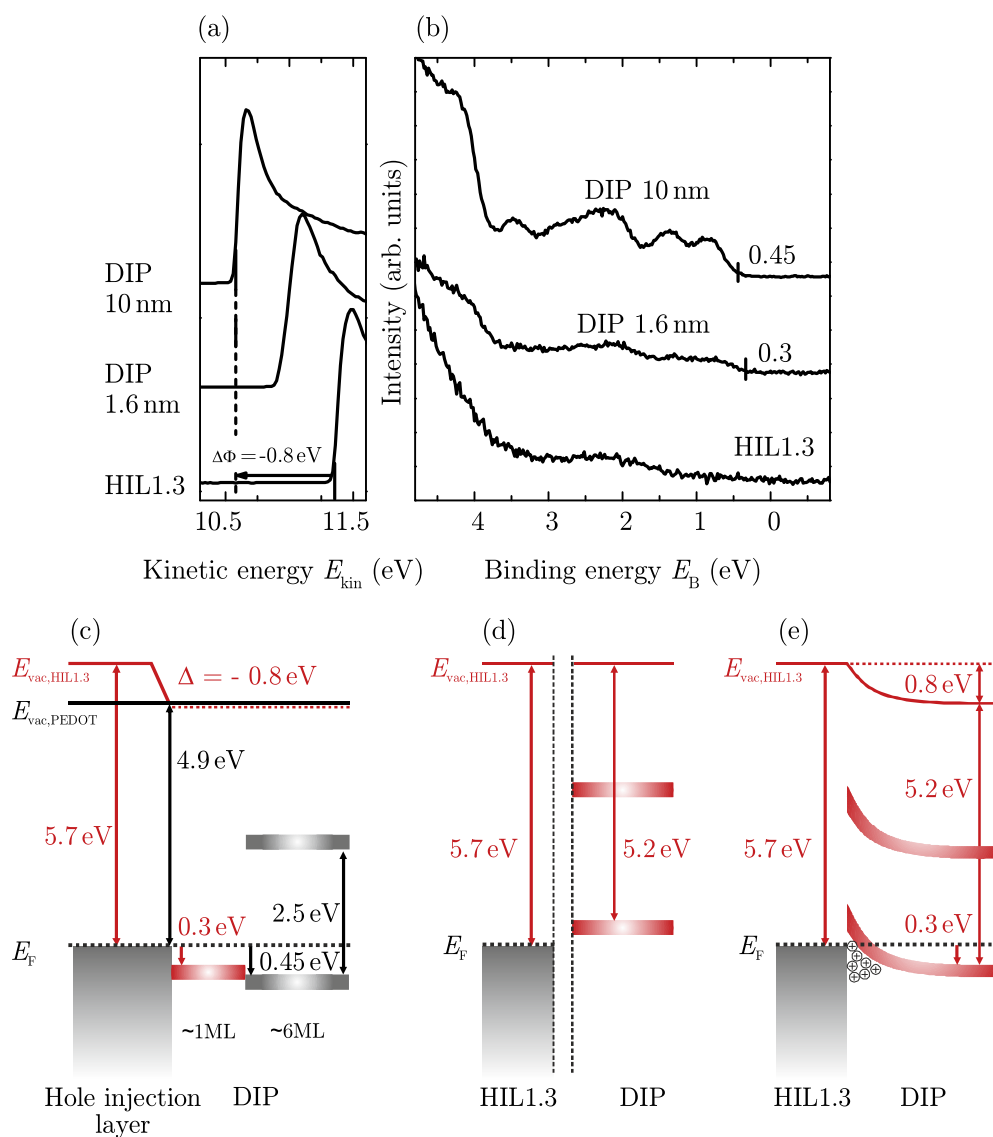 (a)
(b)
DIP
10 nm
DIP
1.6 nm
HIL1.3
ΔΦ = -0.8 eV
10.5 11.5
Kinetic energy E_kin (eV)
Intensity (arb. units)
DIP 10 nm
0.45
DIP 1.6 nm
0.3
HIL1.3
4 3 2 1 0
Binding energy E_B (eV)
(c)
E_vac,HIL1.3
Δ = - 0.8 eV
E_vac,PEDOT
4.9 eV
5.7 eV
0.3 eV
2.5 eV
E_F
0.45 eV
~1ML ~6ML
Hole injection
layer
DIP
(d)
E_vac,HIL1.3
5.7 eV
5.2 eV
E_F
HIL1.3 DIP
(e)
E_vac,HIL1.3
0.8 eV
5.2 eV
5.7 eV
0.3 eV
E_F
HIL1.3 DIP